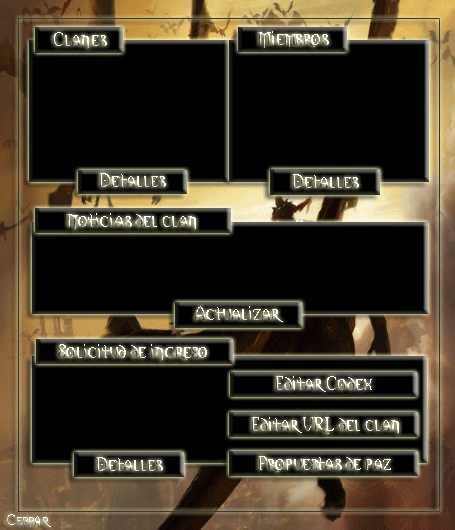 Clanes
Miembros
Detalles
Detalles
Noticias del clan
Actualizar
Solicitud de ingreso
Editar Codex
Editar URL del clan
Detalles
Propuestas de paz
Cerrar